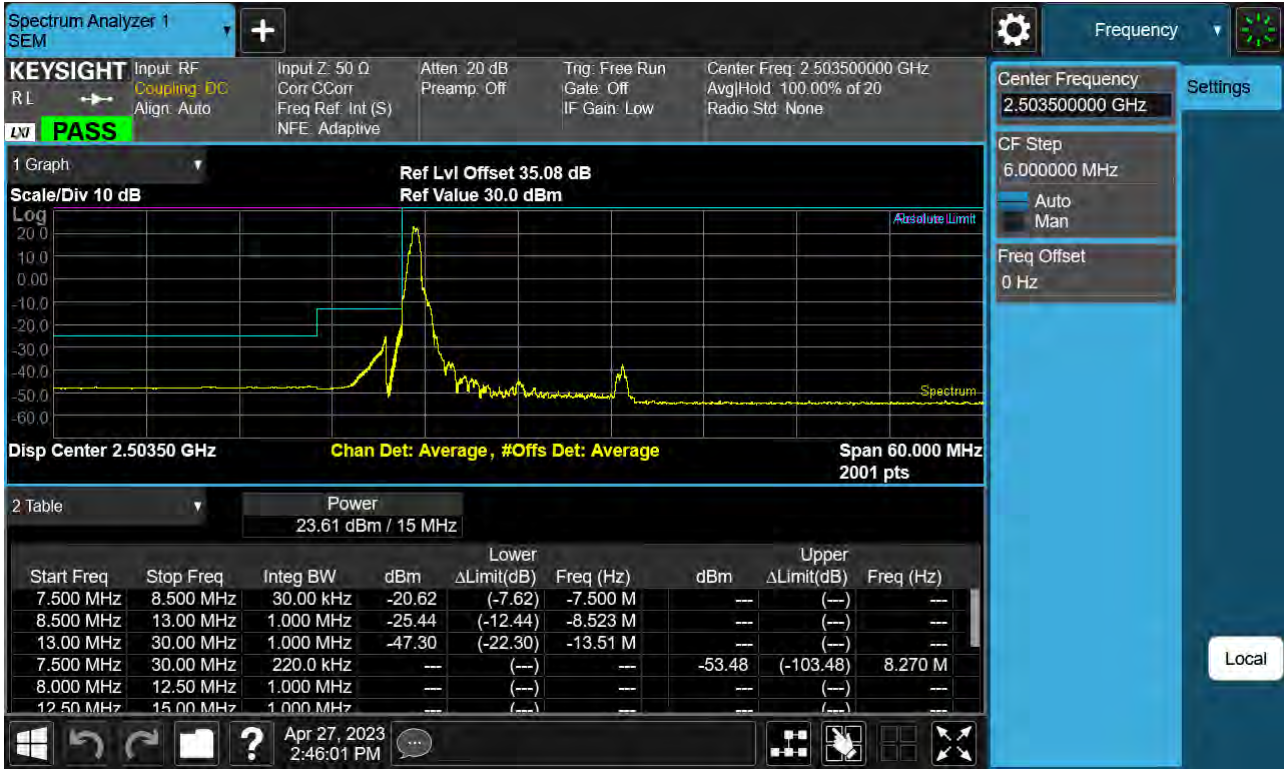 Spectrum Analyzer 1
SEM
Frequency
KEYSIGHT
R L
LXI
PASS
Input: RF
Coupling: DC
Align: Auto
Input Z: 50 Ω
Corr CCorr
Freq Ref: Int (S)
NFE: Adaptive
Atten: 20 dB
Preamp: Off
Trig: Free Run
Gate: Off
IF Gain: Low
Center Freq: 2.503500000 GHz
Avg|Hold: 100.00% of 20
Radio Std: None
Center Frequency
2.503500000 GHz
Settings
CF Step
6.000000 MHz
Auto
Man
Freq Offset
0 Hz
Local
1 Graph
Scale/Div 10 dB
Ref Lvl Offset 35.08 dB
Ref Value 30.0 dBm
Log
Absolute Limit
20.0
10.0
0.00
-10.0
-20.0
-30.0
-40.0
-50.0
-60.0
Spectrum
Disp Center 2.50350 GHz
Chan Det: Average, #Offs Det: Average
Span 60.000 MHz
2001 pts
2 Table
Power
23.61 dBm / 15 MHz
Lower Upper
Start Freq Stop Freq Integ BW dBm ΔLimit(dB) Freq (Hz) dBm ΔLimit(dB) Freq (Hz)
7.500 MHz 8.500 MHz 30.00 kHz -20.62 (-7.62) -7.500 M --- (---) ---
8.500 MHz 13.00 MHz 1.000 MHz -25.44 (-12.44) -8.523 M --- (---) ---
13.00 MHz 30.00 MHz 1.000 MHz -47.30 (-22.30) -13.51 M --- (---) ---
7.500 MHz 30.00 MHz 220.0 kHz --- (---) --- -53.48 (-103.48) 8.270 M
8.000 MHz 12.50 MHz 1.000 MHz --- (---) --- --- (---) ---
12.50 MHz 15.00 MHz 1.000 MHz --- (---) --- --- (---) ---
?
Apr 27, 2023
2:46:01 PM